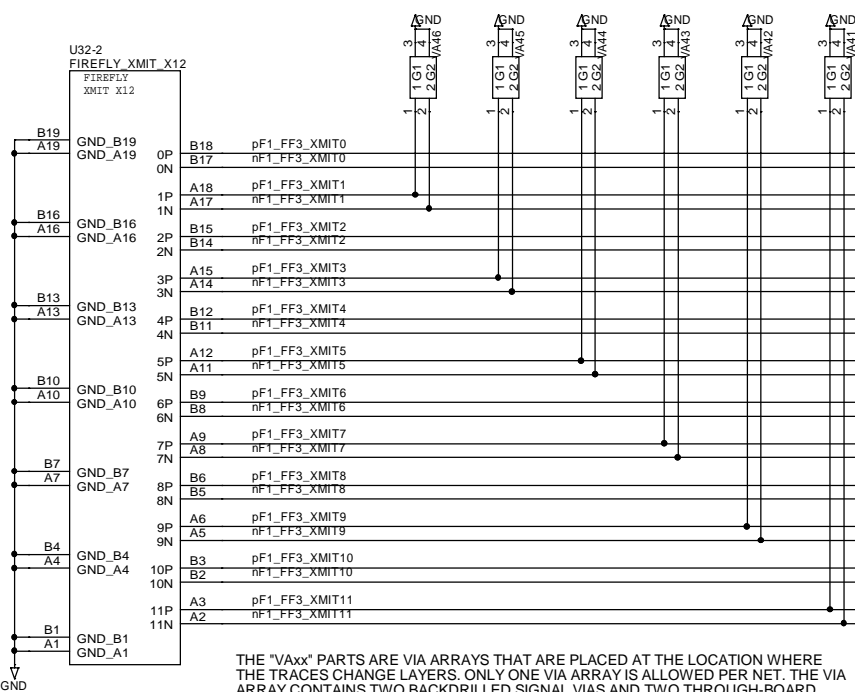 GND GND GND GND GND GND
3 4 VA46 3 4 VA45 3 4 VA44 3 4 VA43 3 4 VA42 3 4 VA41
1 G1 2 G2 1 G1 2 G2 1 G1 2 G2 1 G1 2 G2 1 G1 2 G2 1 G1 2 G2
1 2 1 2 1 2 1 2 1 2 1 2
U32-2
FIREFLY_XMIT_X12
FIREFLY
XMIT X12
B19 GND_B19
A19 GND_A19
0P B18 pF1_FF3_XMIT0
0N B17 nF1_FF3_XMIT0
1P A18 pF1_FF3_XMIT1
1N A17 nF1_FF3_XMIT1
B16 GND_B16
A16 GND_A16
2P B15 pF1_FF3_XMIT2
2N B14 nF1_FF3_XMIT2
3P A15 pF1_FF3_XMIT3
3N A14 nF1_FF3_XMIT3
B13 GND_B13
A13 GND_A13
4P B12 pF1_FF3_XMIT4
4N B11 nF1_FF3_XMIT4
5P A12 pF1_FF3_XMIT5
5N A11 nF1_FF3_XMIT5
B10 GND_B10
A10 GND_A10
6P B9 pF1_FF3_XMIT6
6N B8 nF1_FF3_XMIT6
7P A9 pF1_FF3_XMIT7
7N A8 nF1_FF3_XMIT7
B7 GND_B7
A7 GND_A7
8P B6 pF1_FF3_XMIT8
8N B5 nF1_FF3_XMIT8
9P A6 pF1_FF3_XMIT9
9N A5 nF1_FF3_XMIT9
B4 GND_B4
A4 GND_A4
10P B3 pF1_FF3_XMIT10
10N B2 nF1_FF3_XMIT10
11P A3 pF1_FF3_XMIT11
11N A2 nF1_FF3_XMIT11
B1 GND_B1
A1 GND_A1
GND
THE "VAxx" PARTS ARE VIA ARRAYS THAT ARE PLACED AT THE LOCATION WHERE
THE TRACES CHANGE LAYERS. ONLY ONE VIA ARRAY IS ALLOWED PER NET. THE VIA
ARRAY CONTAINS TWO BACKDRILLED SIGNAL VIAS AND TWO THROUGH-BOARD